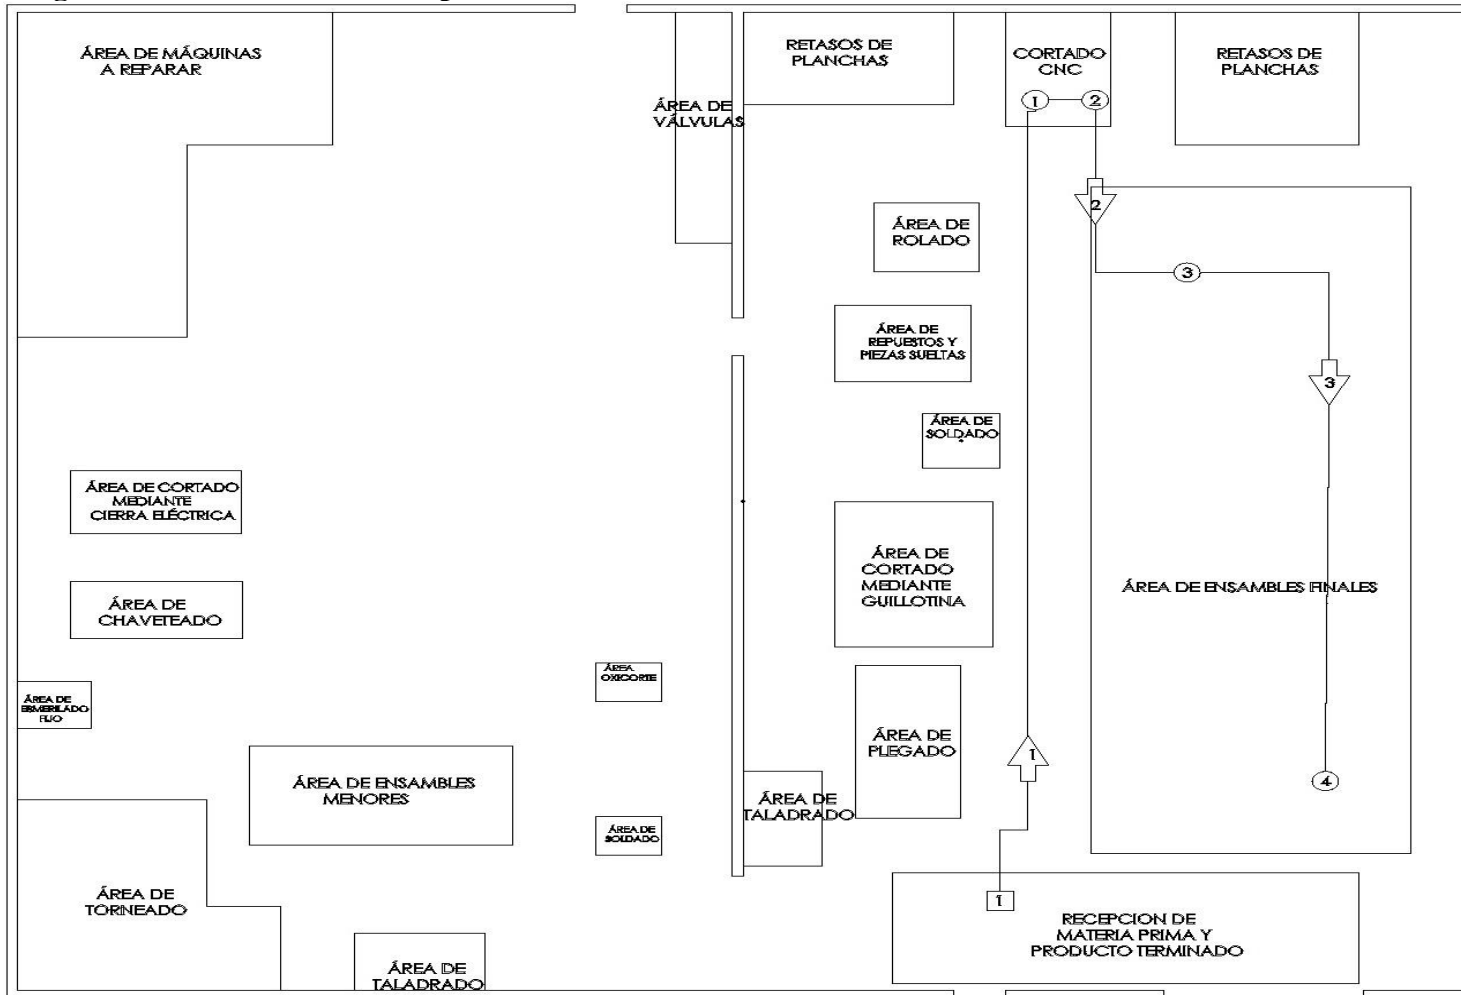 ÁREA DE MÁQUINAS
A REPARAR
ÁREA DE
VÁLVULAS
RETASOS DE
PLANCHAS
CORTADO
CNC
RETASOS DE
PLANCHAS
1
2
2
ÁREA DE
ROLADO
3
ÁREA DE
REPUESTOS Y
PIEZAS SUELTAS
3
ÁREA DE
SOLDADO
ÁREA DE CORTADO
MEDIANTE
CIERRA ELÉCTRICA
ÁREA DE
CORTADO
MEDIANTE
GUILLOTINA
ÁREA DE ENSAMBLES FINALES
ÁREA DE
CHAVETEADO
ÁREA
OXICORTE
ÁREA DE
ESMERILADO
FIJO
ÁREA DE
PLEGADO
1
ÁREA DE ENSAMBLES
MENORES
4
ÁREA DE
TALADRADO
ÁREA DE
SOLDADO
ÁREA DE
TORNEADO
1
RECEPCION DE
MATERIA PRIMA Y
PRODUCTO TERMINADO
ÁREA DE
TALADRADO